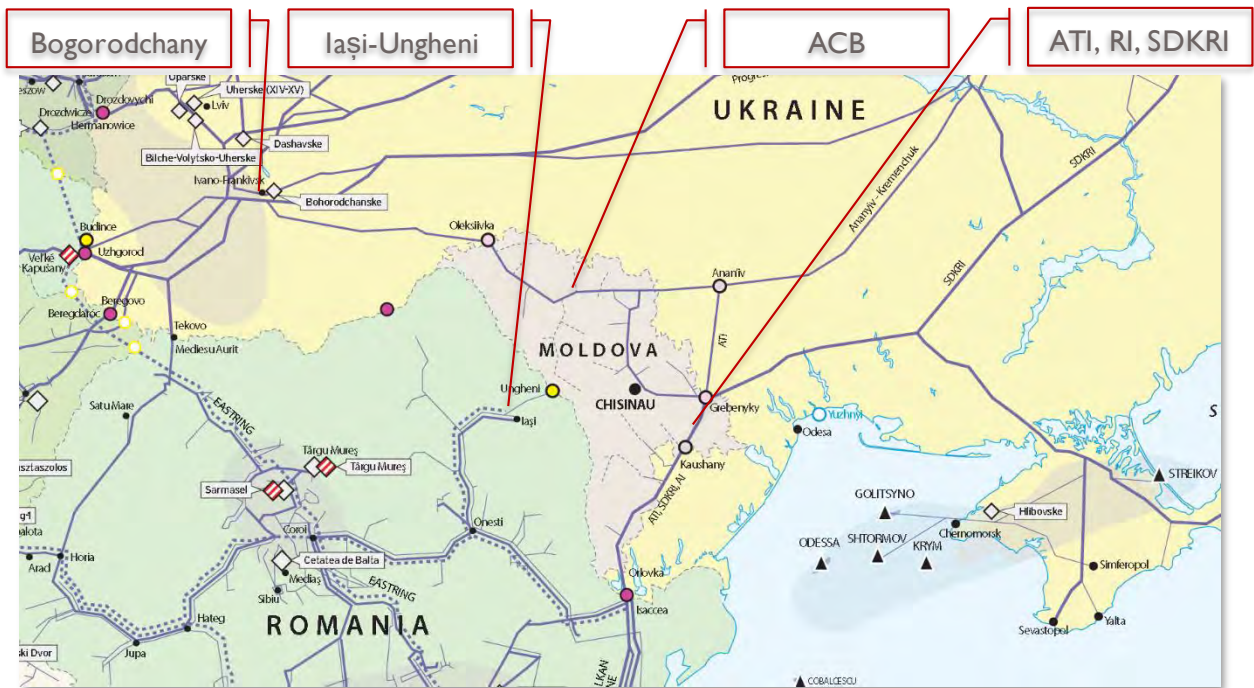 Bogorodchany
Iași-Ungheni
ACB
ATI, RI, SDKRI
Uparske
Uherske (XIV-XV)
Drozdovychi
Drozdwicze
Hermanowice
Lviv
Dashavske
Bilche-Volytsko-Uherske
Ivano-Frankivsk
Bohorodchanske
UKRAINE
SDKRI
Ananyiv - Kremenchuk
SDKRI
Budince
Uzhgorod
Veľké
Kapušany
Oleksiivka
Ananiv
Beregovo
Beregdaróc
Tekovo
Mediesu Aurit
ATI
MOLDOVA
Ungheni
CHISINAU
Grebenyky
Satu Mare
EASTRING
Iași
Yuzhnyi
Odesa
Kaushany
Târgu Mureș
Târgu Mureș
Sarmasel
ATI, SDKRI, AI
STREIKOV
GOLITSYNO
Hlibovske
Chernomorsk
Coroi
Onesti
ODESSA
SHTORMOV
KRYM
Simferopol
Horia
Arad
Cetatea de Balta
Mediaș
Sibiu
EASTRING
Orlovka
Isaccea
Hateg
ROMANIA
Jupa
Sevastopol
Yalta
COBALCESCU